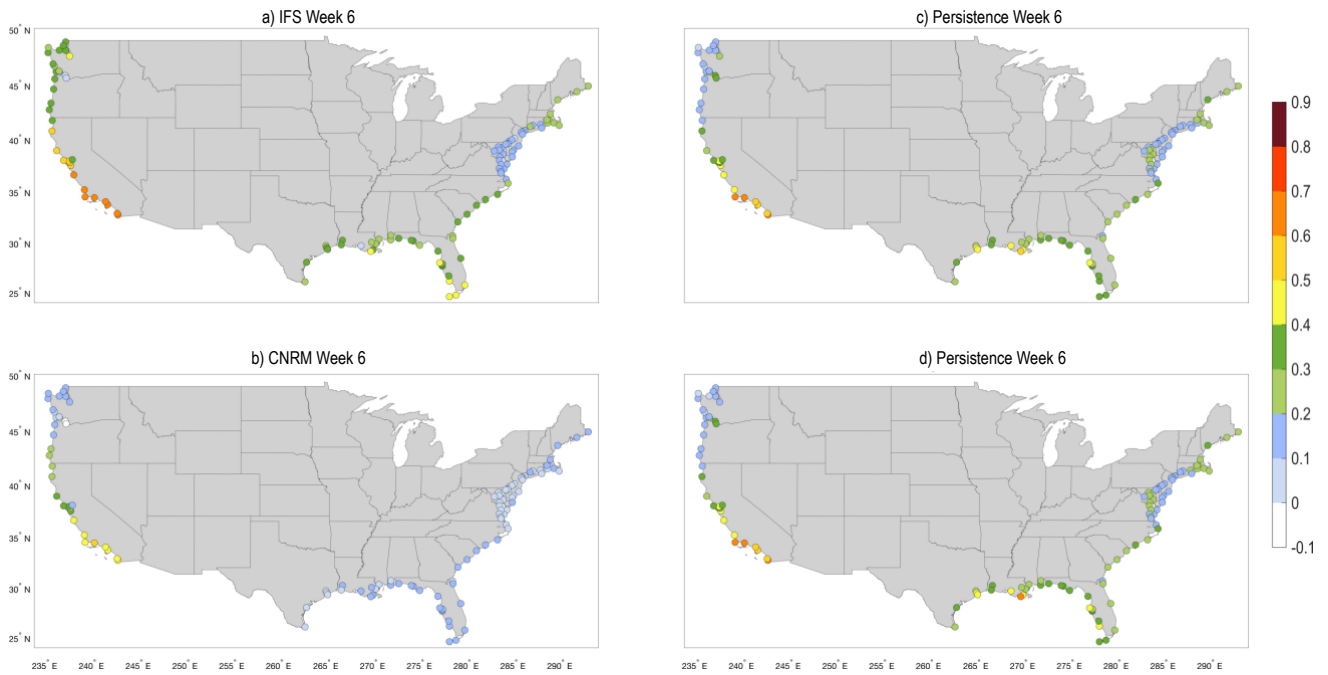 a) IFS Week 6
c) Persistence Week 6
50° N
45° N
40° N
35° N
30° N
25° N
0.9
0.8
0.7
0.6
0.5
0.4
0.3
0.2
0.1
0
-0.1
b) CNRM Week 6
d) Persistence Week 6
50° N
45° N
40° N
35° N
30° N
25° N
235° E 240° E 245° E 250° E 255° E 260° E 265° E 270° E 275° E 280° E 285° E 290° E
235° E 240° E 245° E 250° E 255° E 260° E 265° E 270° E 275° E 280° E 285° E 290° E